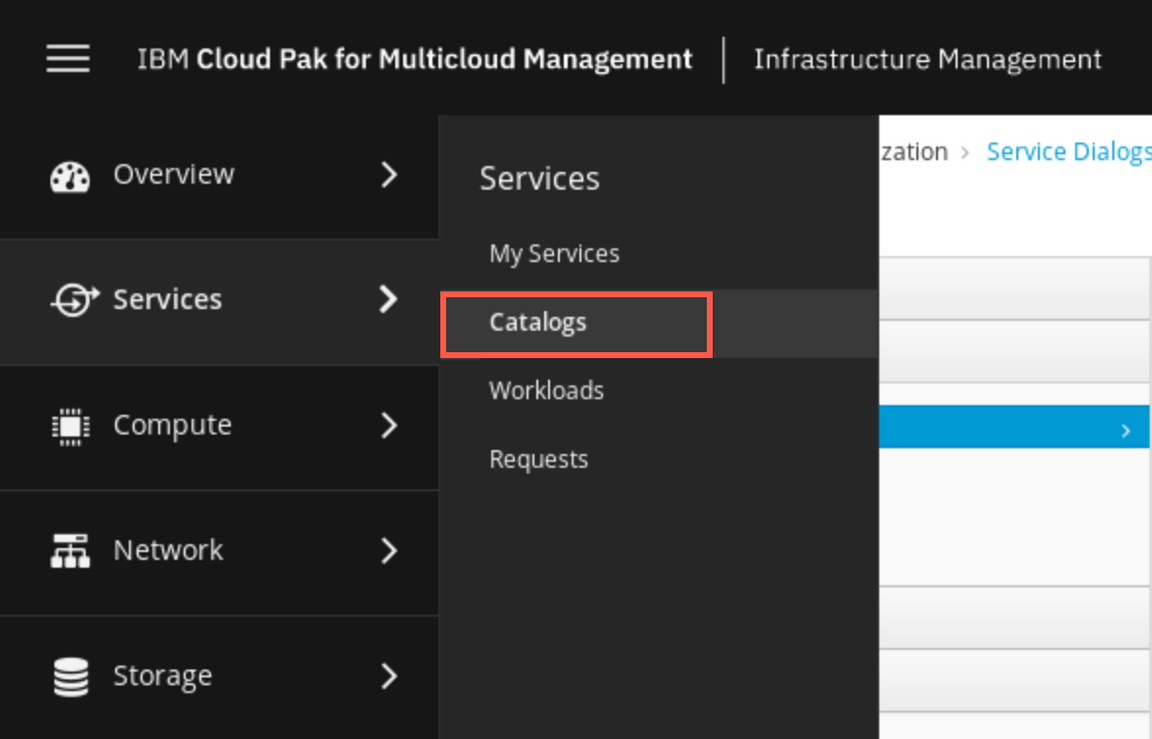 IBM Cloud Pak for Multicloud Management | Infrastructure Management
Overview
Services
Compute
Network
Storage
Services
My Services
Catalogs
Workloads
Requests
zation > Service Dialogs